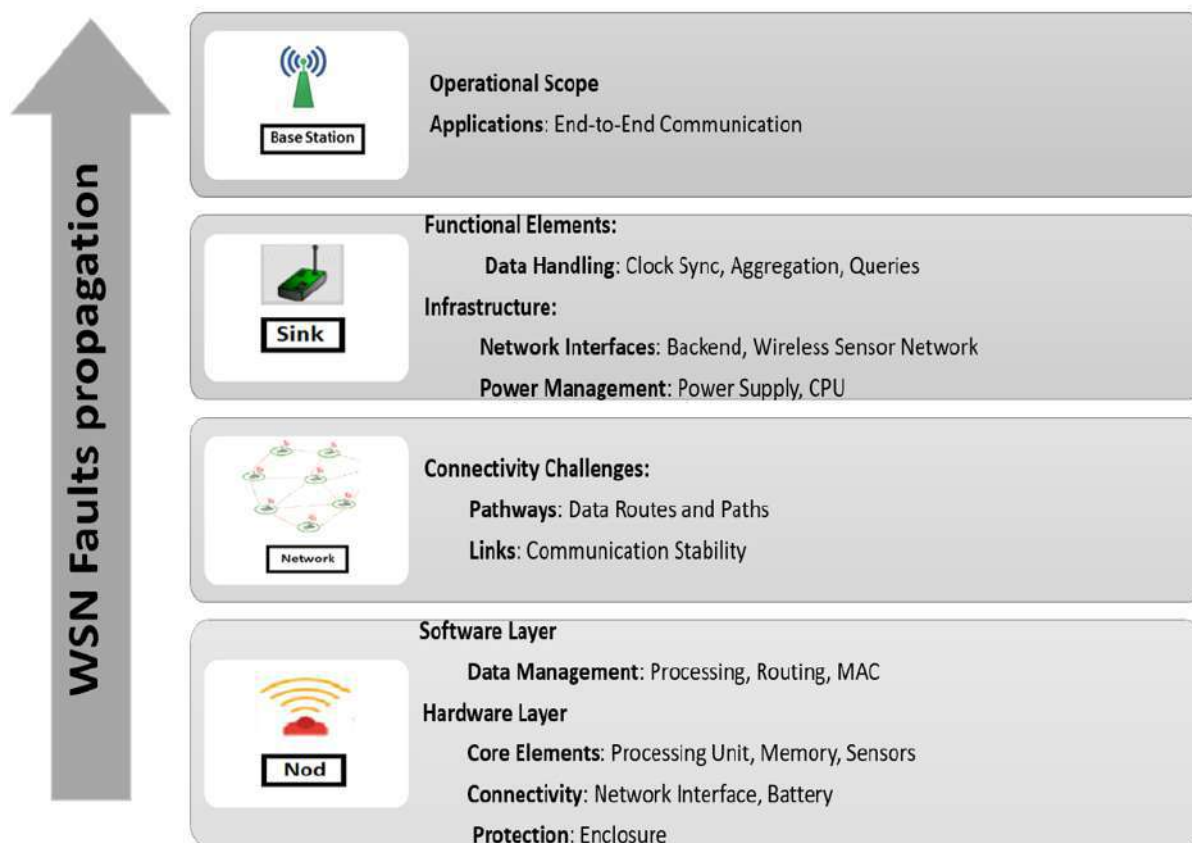 WSN Faults propagation
Base Station
Operational Scope
Applications: End-to-End Communication
Sink
Functional Elements:
Data Handling: Clock Sync, Aggregation, Queries
Infrastructure:
Network Interfaces: Backend, Wireless Sensor Network
Power Management: Power Supply, CPU
Network
Connectivity Challenges:
Pathways: Data Routes and Paths
Links: Communication Stability
Nod
Software Layer
Data Management: Processing, Routing, MAC
Hardware Layer
Core Elements: Processing Unit, Memory, Sensors
Connectivity: Network Interface, Battery
Protection: Enclosure